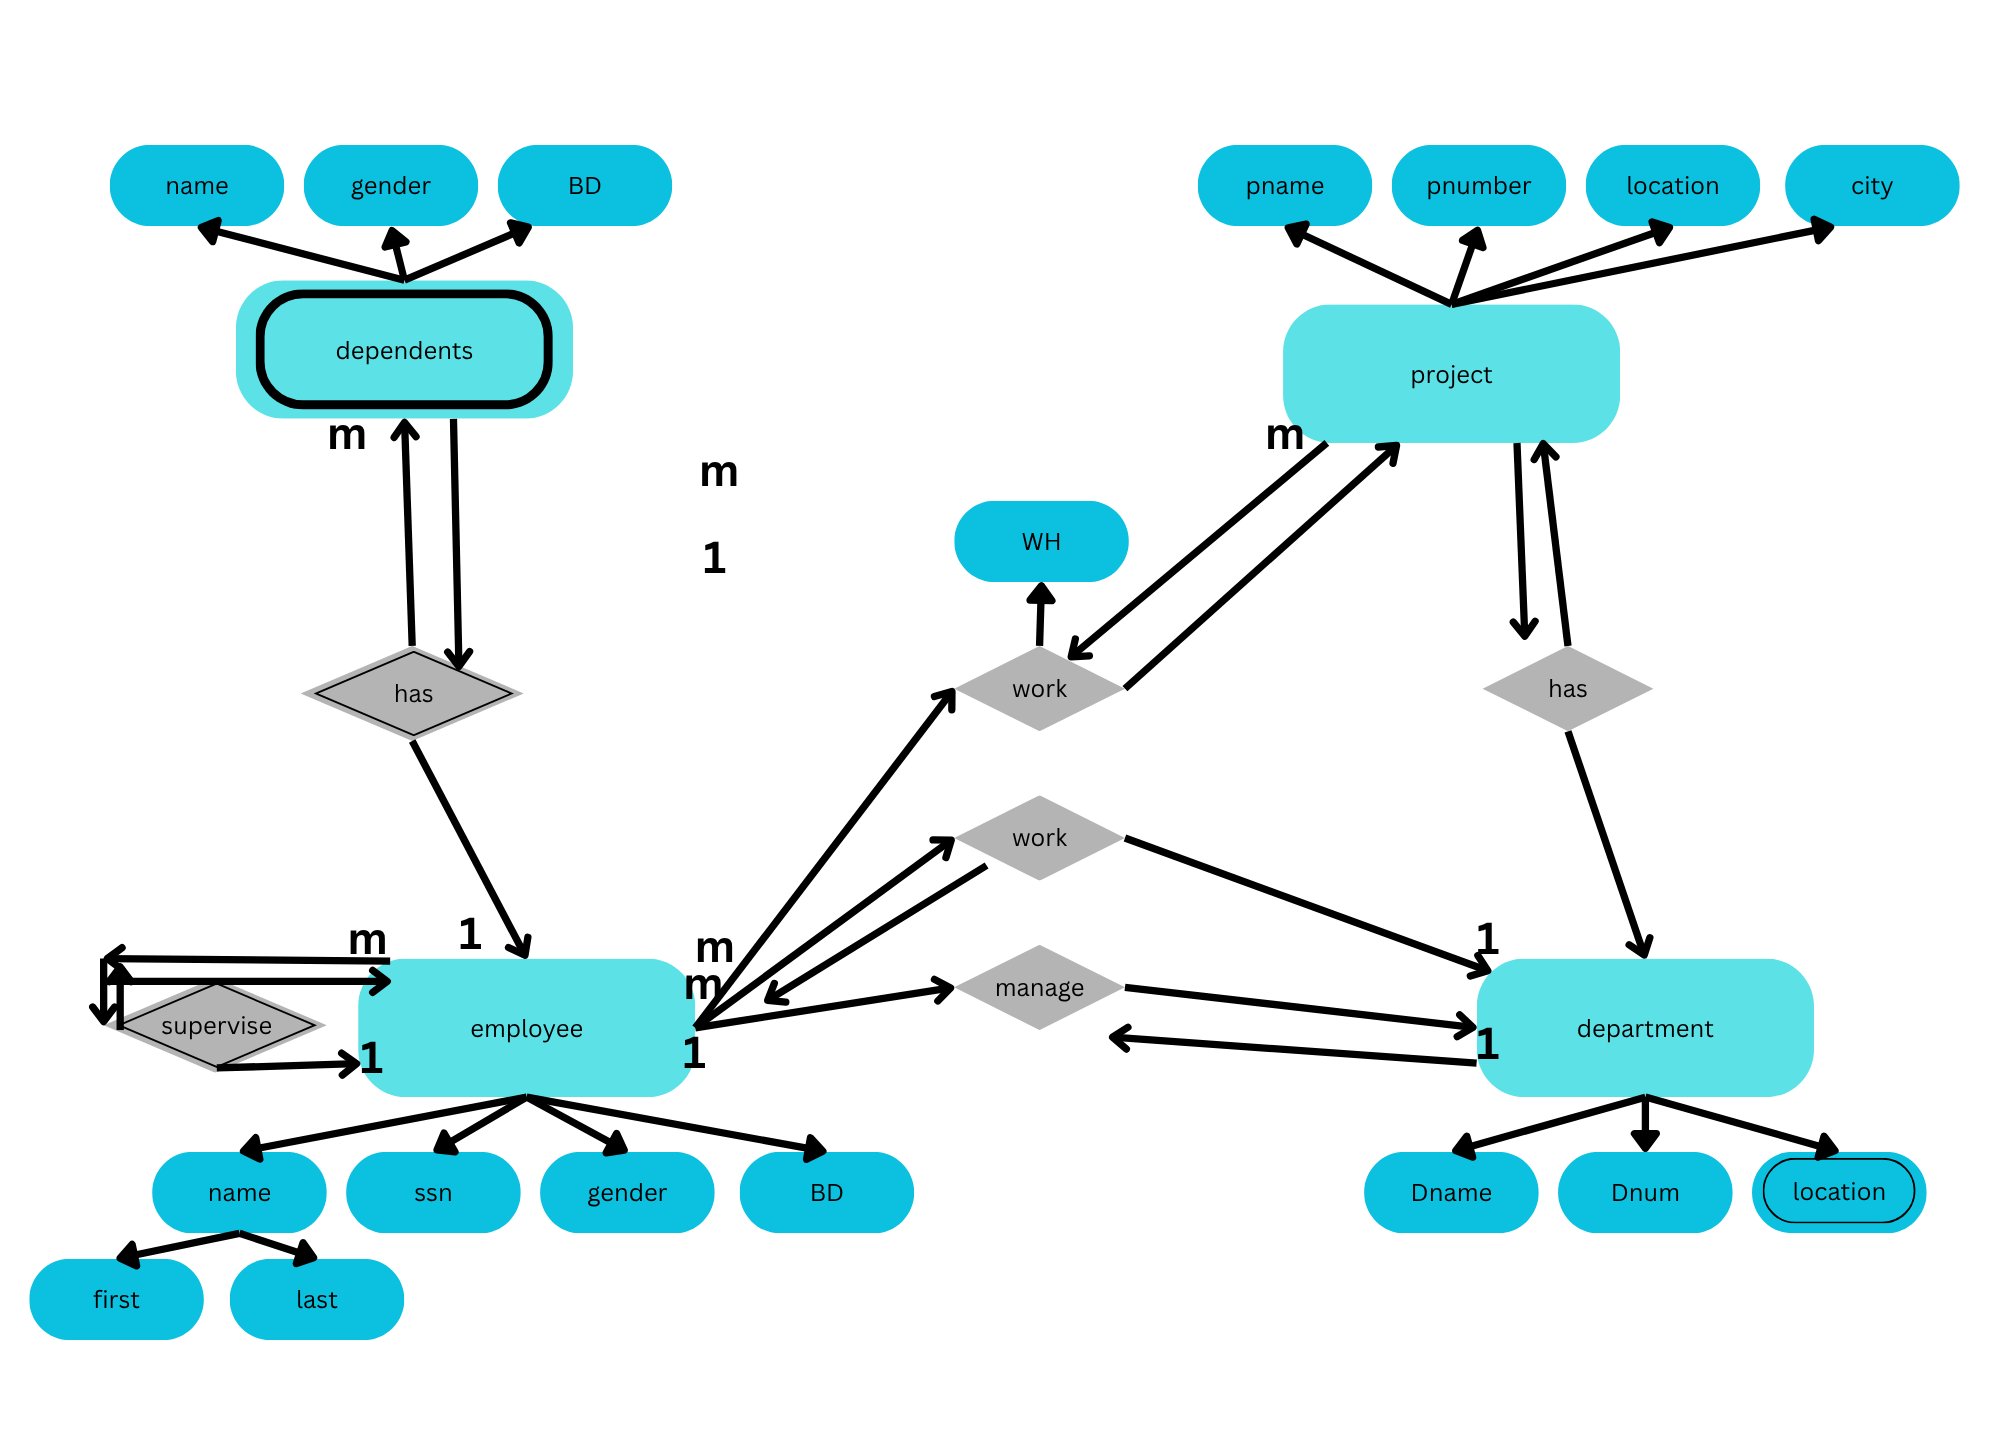 name
gender
BD
pname
pnumber
location
city
dependents
project
m
m
m
1
WH
has
work
has
work
m
1
m
1
m
supervise
employee
manage
department
1
1
1
name
ssn
gender
BD
Dname
Dnum
location
first
last